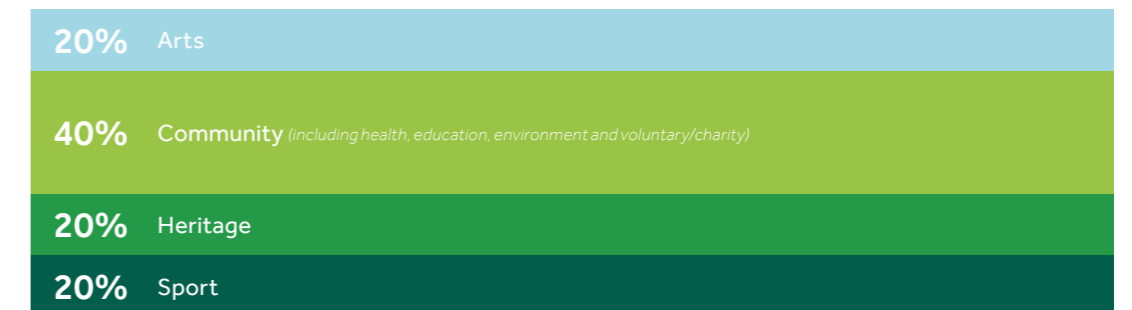 20% Arts
40% Community (including health, education, environment and voluntary/charity)
20% Heritage
20% Sport